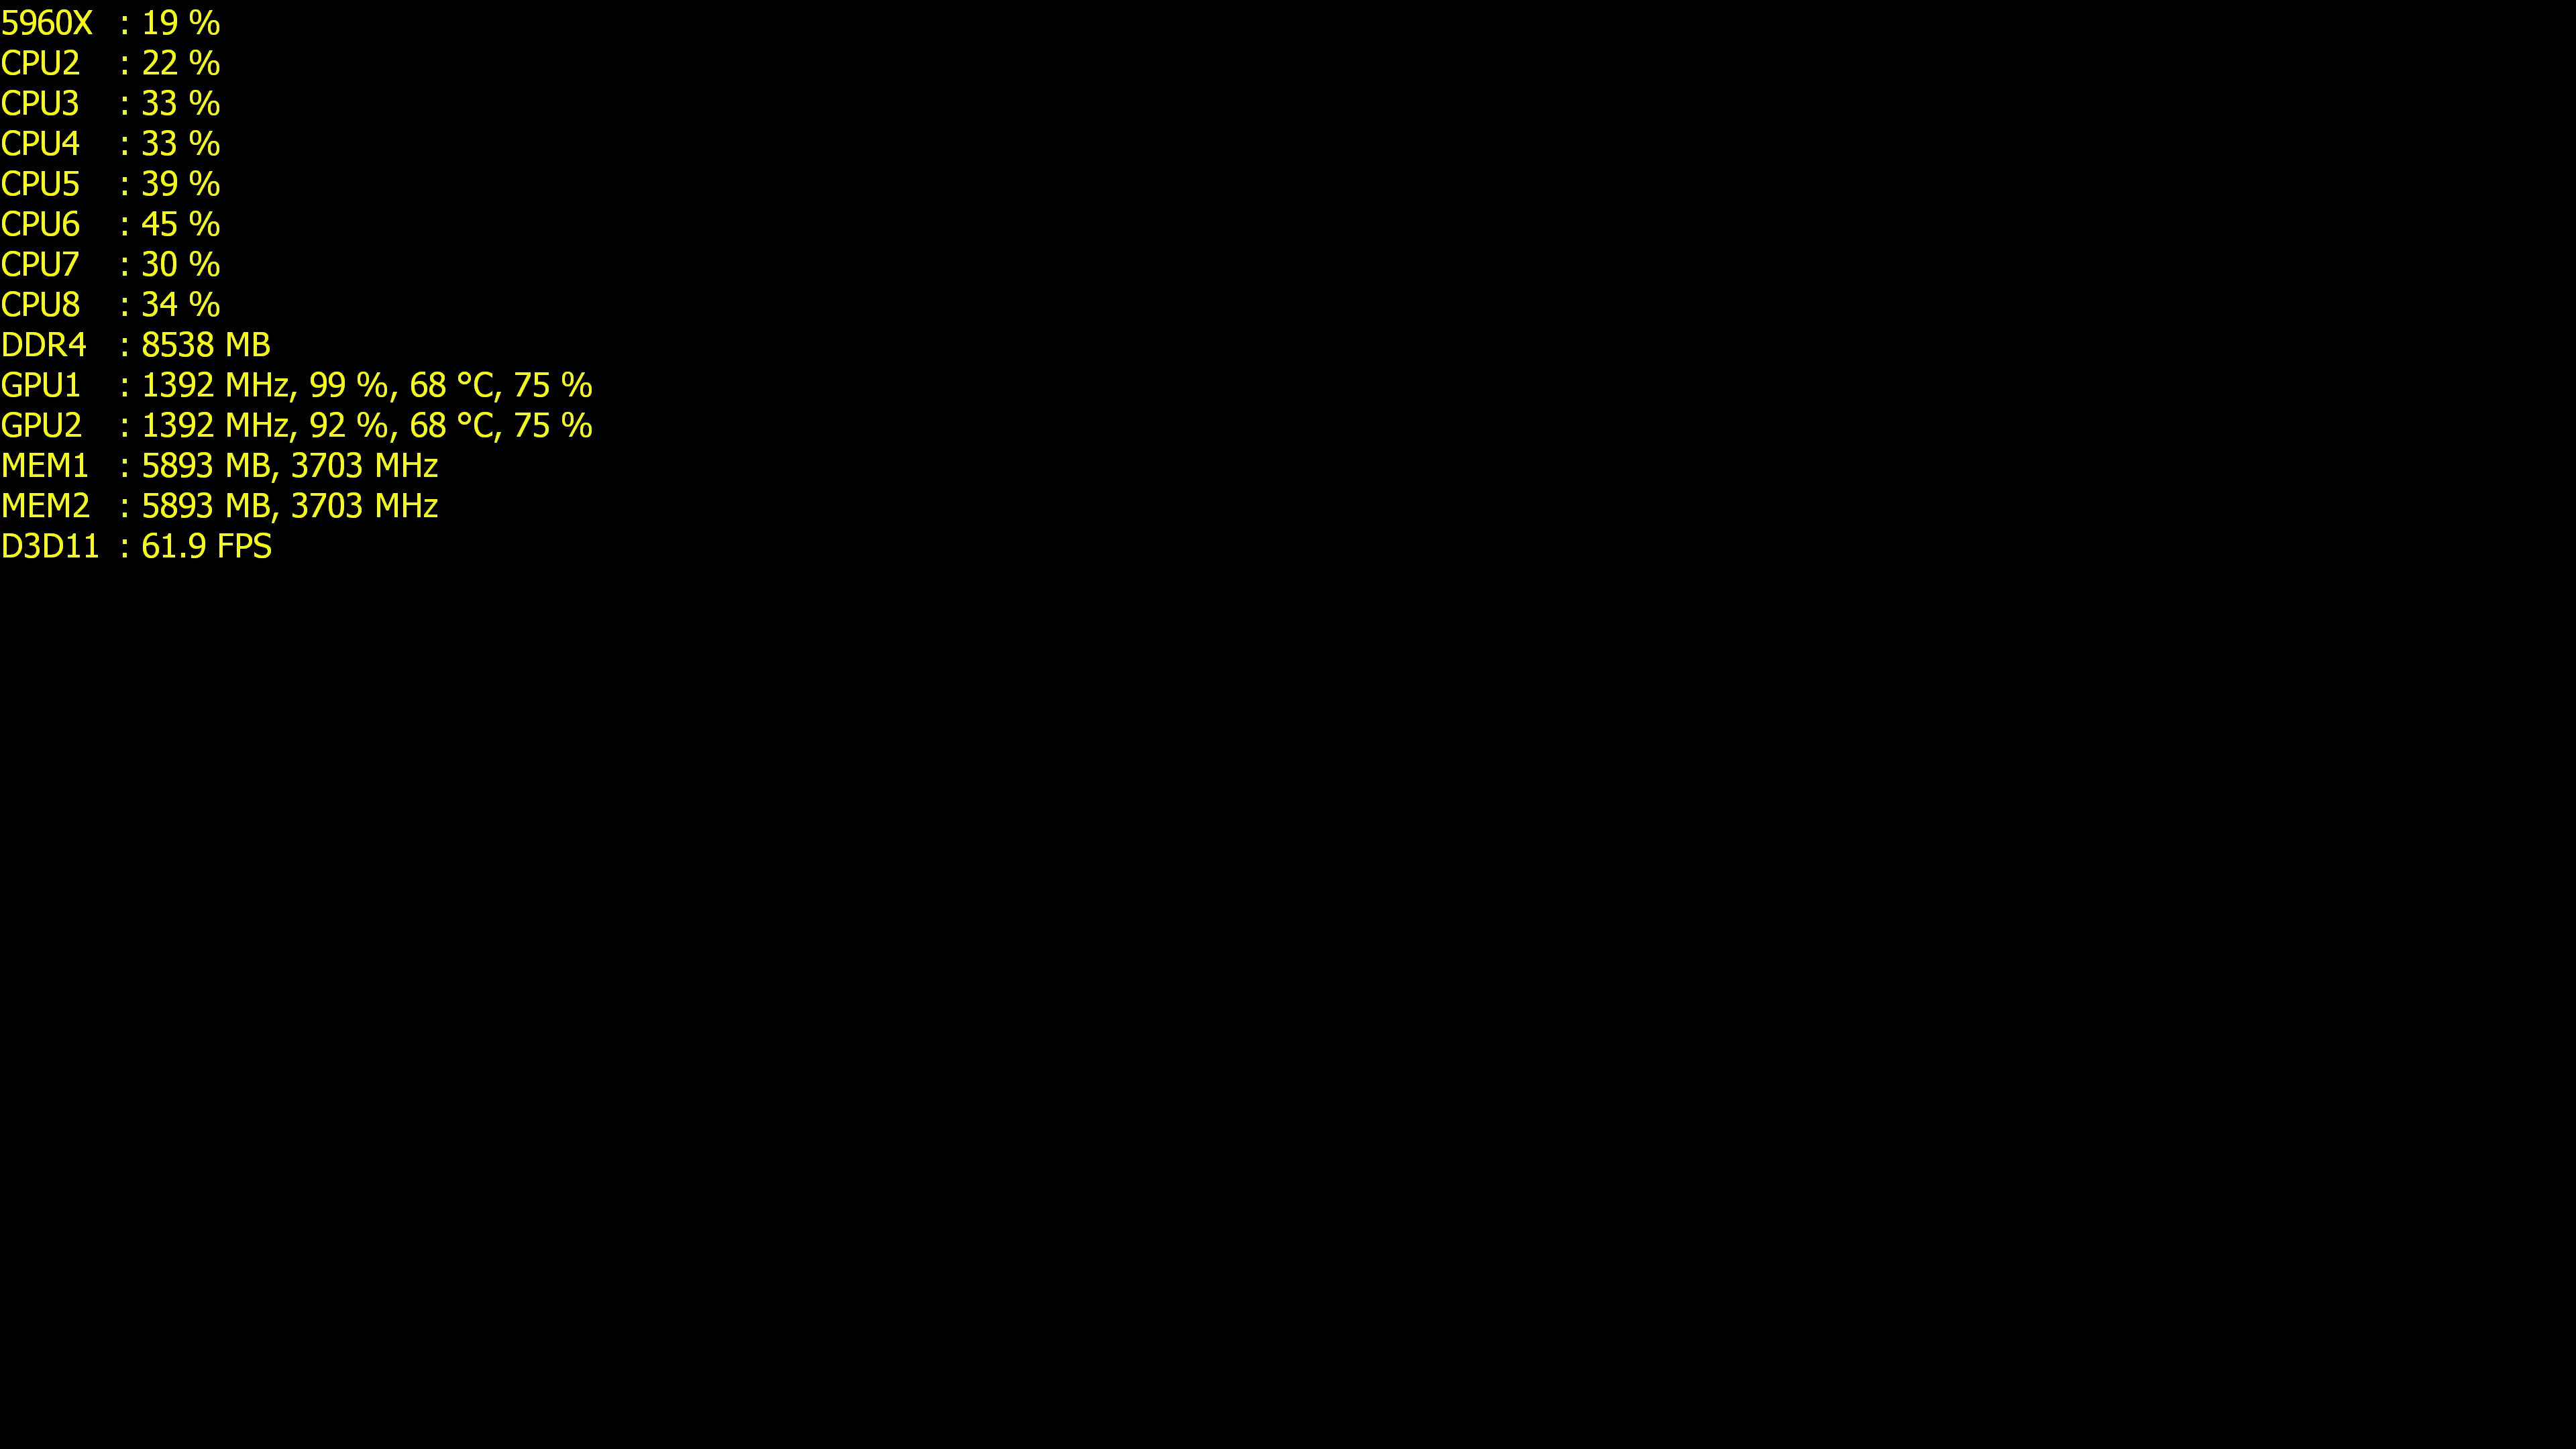 5960X : 19 %
CPU2 : 22 %
CPU3 : 33 %
CPU4 : 33 %
CPU5 : 39 %
CPU6 : 45 %
CPU7 : 30 %
CPU8 : 34 %
DDR4 : 8538 MB
GPU1 : 1392 MHz, 99 %, 68 °C, 75 %
GPU2 : 1392 MHz, 92 %, 68 °C, 75 %
MEM1 : 5893 MB, 3703 MHz
MEM2 : 5893 MB, 3703 MHz
D3D11 : 61.9 FPS